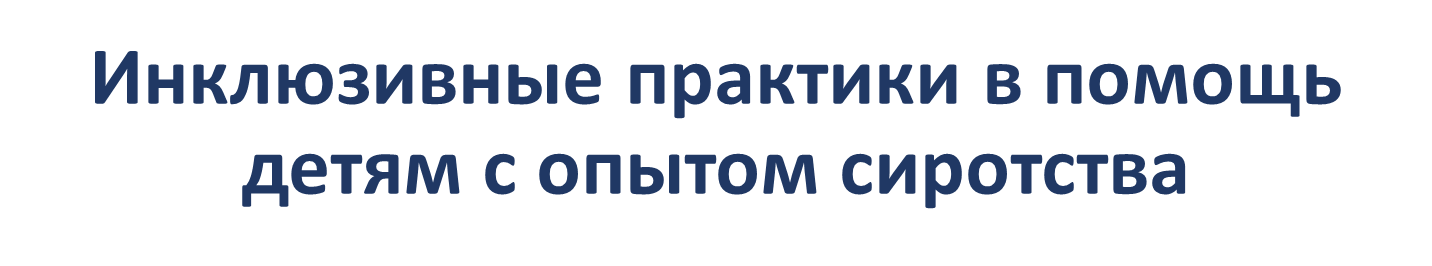 Инклюзивные практики в помощь
детям с опытом сиротства